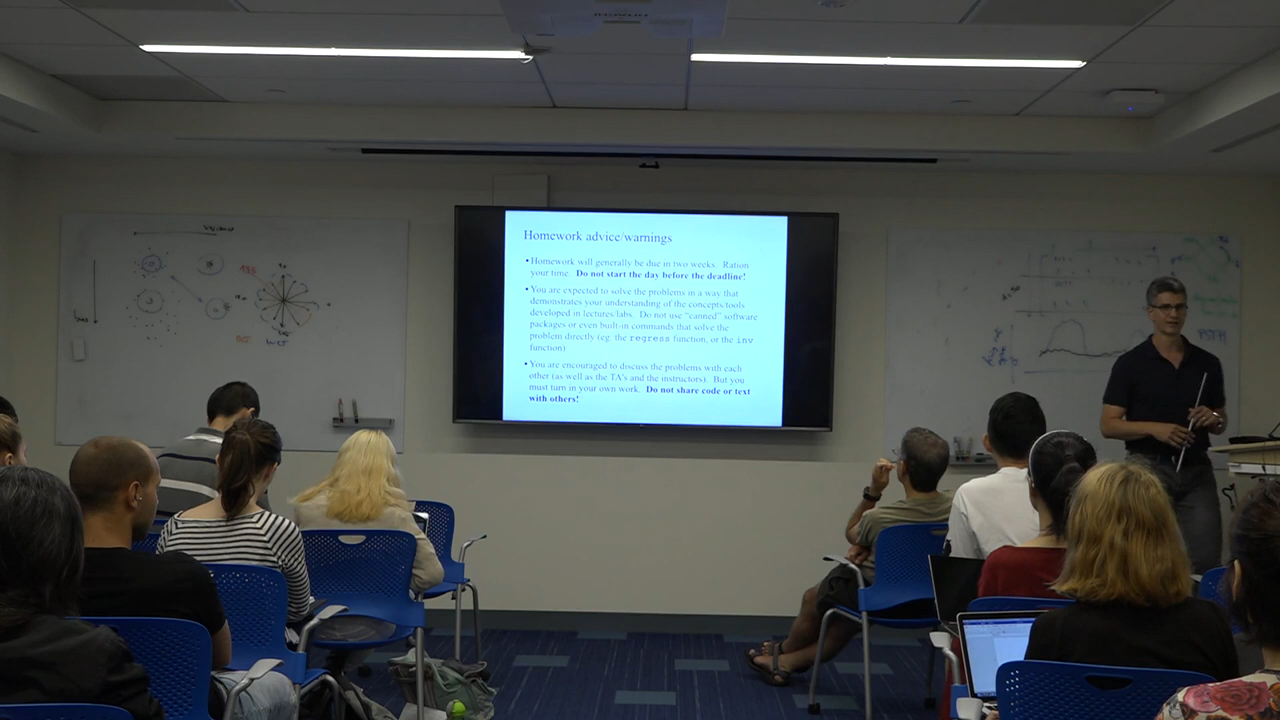 Homework advice/warnings
•Homework will generally be due in two weeks. Ration
your time. Do not start the day before the deadline!
•You are expected to solve the problems in a way that
demonstrates your understanding of the concepts/tools
developed in lectures/labs. Do not use "canned" software
packages or even built-in commands that solve the
problem directly (eg. the regress function, or the inv
function)
•You are encouraged to discuss the problems with each
other (as well as the TA's and the instructors). But you
must turn in your own work. Do not share code or text
with others!
PSTH